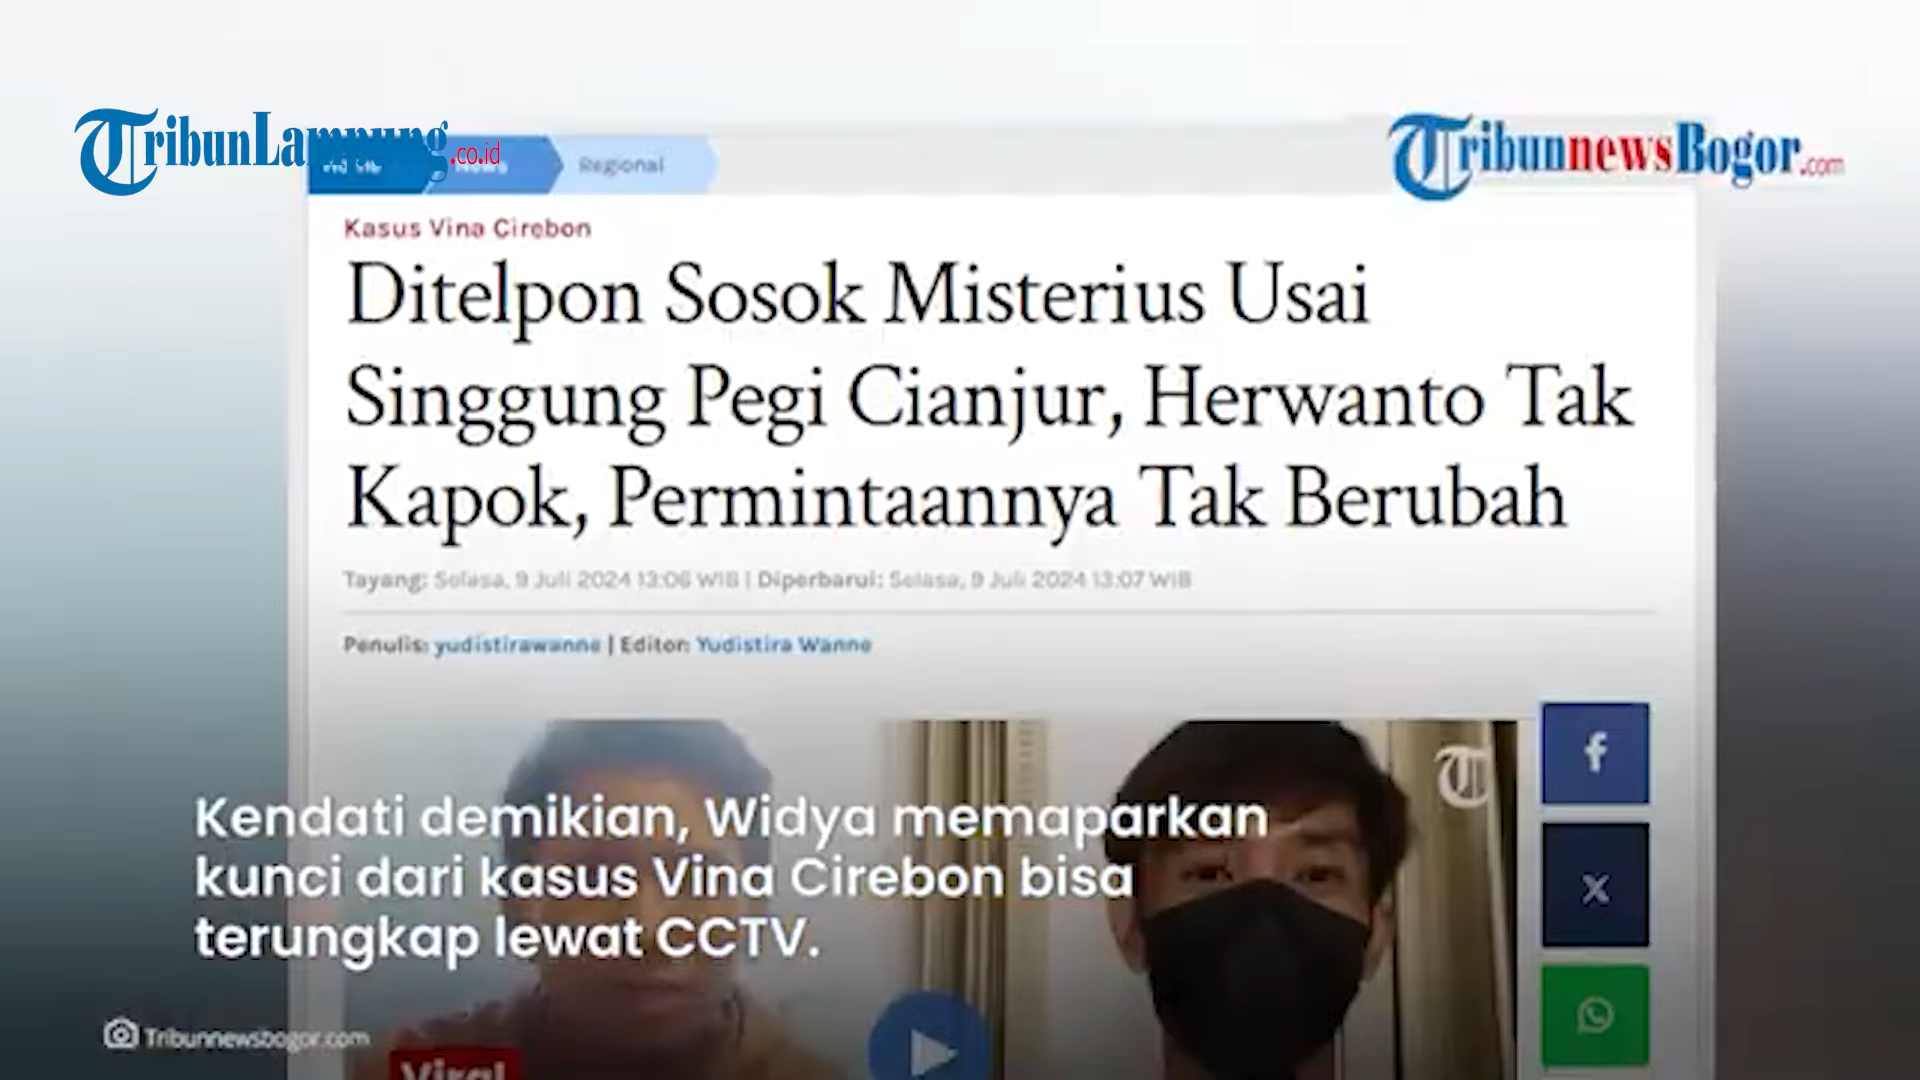 TribunLampung.co.id
TribunnewsBogor.com
News
Regional
Kasus Vina Cirebon
Ditelpon Sosok Misterius Usai
Singgung Pegi Cianjur, Herwanto Tak
Kapok, Permintaannya Tak Berubah
Tayang: Selasa, 9 Juli 2024 13:06 WIB | Diperbarui: Selasa, 9 Juli 2024 13:07 WIB
Penulis: yudistirawanne | Editor: Yudistira Wanne
Kendati demikian, Widya memaparkan
kunci dari kasus Vina Cirebon bisa
terungkap lewat CCTV.
Tribunnewsbogor.com
Viral